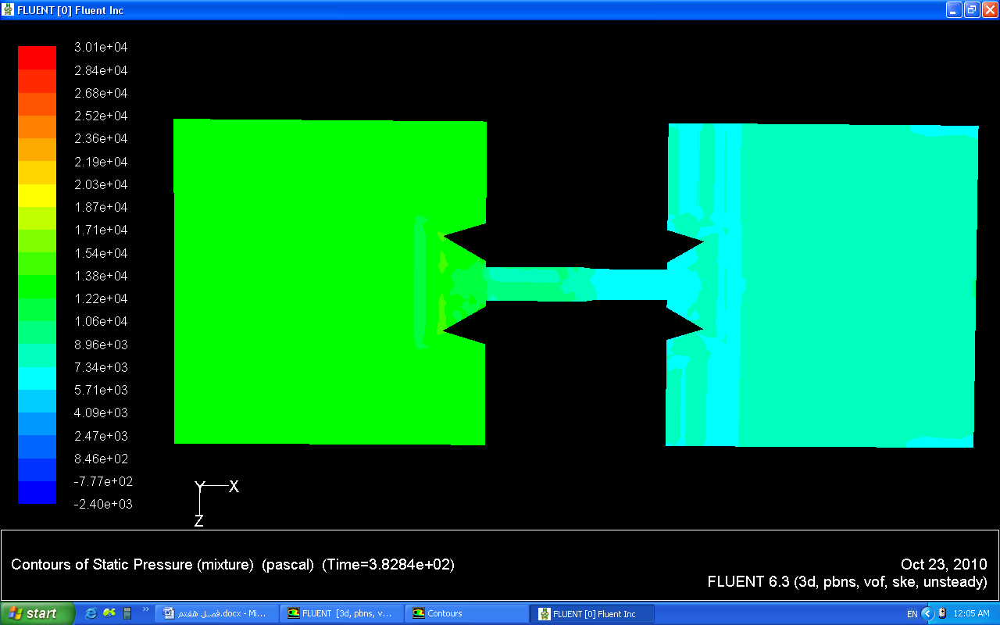 FLUENT [0] Fluent Inc
3.01e+04
2.84e+04
2.68e+04
2.52e+04
2.36e+04
2.19e+04
2.03e+04
1.87e+04
1.71e+04
1.54e+04
1.38e+04
1.22e+04
1.06e+04
8.96e+03
7.34e+03
5.71e+03
4.09e+03
2.47e+03
8.46e+02
-7.77e+02
-2.40e+03
Y X
Z
Contours of Static Pressure (mixture) (pascal) (Time=3.8284e+02)
Oct 23, 2010
FLUENT 6.3 (3d, pbns, vof, ske, unsteady)
start
فصل هفتم.docx - Mi...
FLUENT [3d, pbns, v...
Contours
FLUENT [0] Fluent Inc
EN
12:05 AM